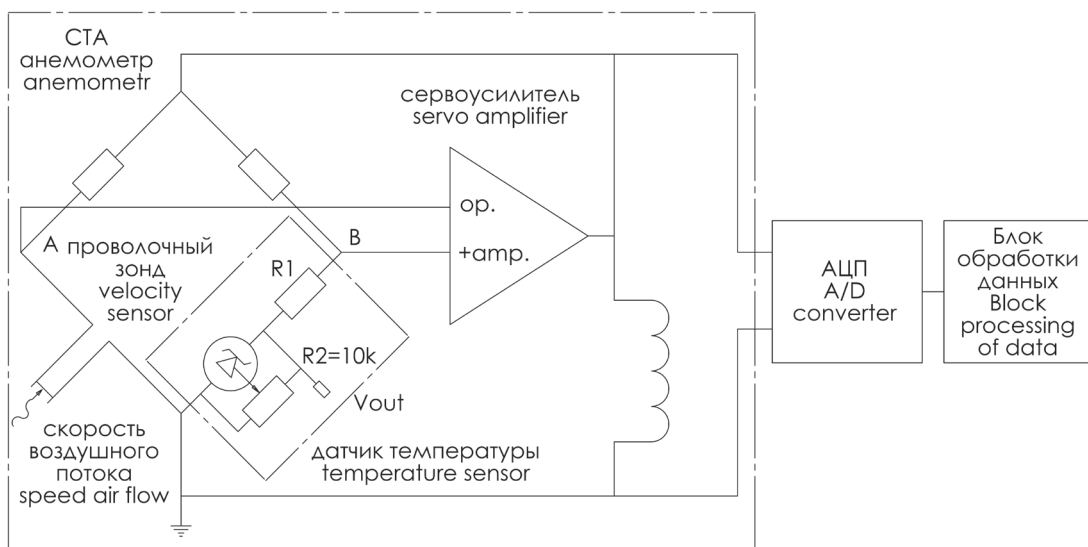 СТА
анемометр
anemometr
сервоусилитель
servo amplifier
op.
+amp.
A
проволочный
зонд
velocity
sensor
B
R1
R2=10k
Vout
скорость
воздушного
потока
speed air flow
датчик температуры
temperature sensor
АЦП
A/D
converter
Блок
обработки
данных
Block
processing
of data